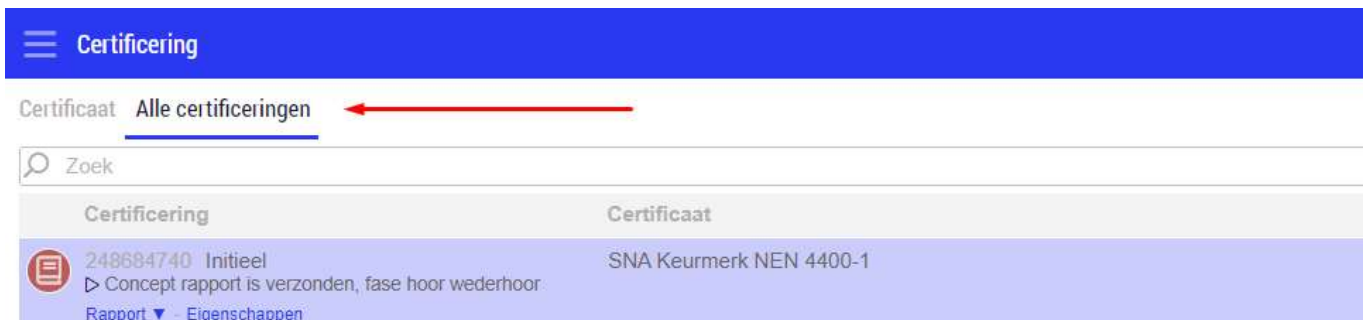 Certificering
Certificaat Alle certificeringen
Zoek
Certificering Certificaat
248684740 Initieel SNA Keurmerk NEN 4400-1
▷ Concept rapport is verzonden, fase hoor wederhoor
Rapport ▼ - Eigenschappen